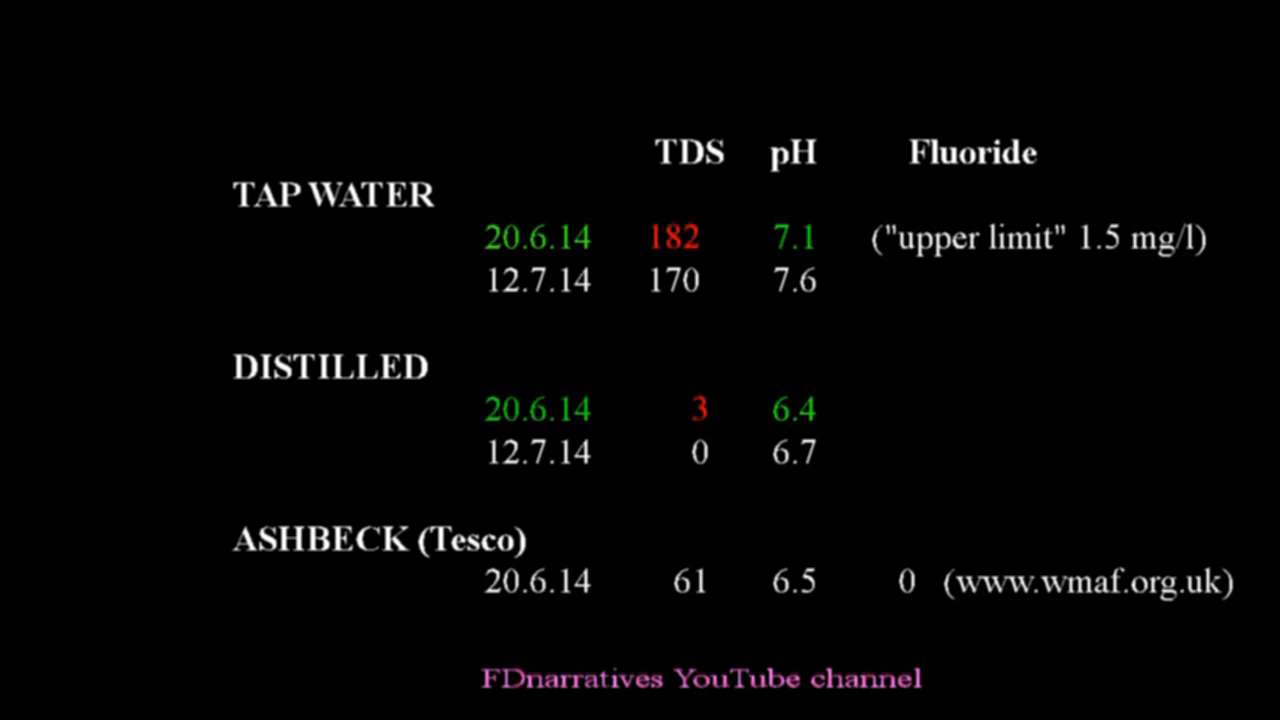 TDS pH Fluoride
TAP WATER
20.6.14 182 7.1 ("upper limit" 1.5 mg/l)
12.7.14 170 7.6
DISTILLED
20.6.14 3 6.4
12.7.14 0 6.7
ASHBECK (Tesco)
20.6.14 61 6.5 0 (www.wmaf.org.uk)
FDnarratives YouTube channel